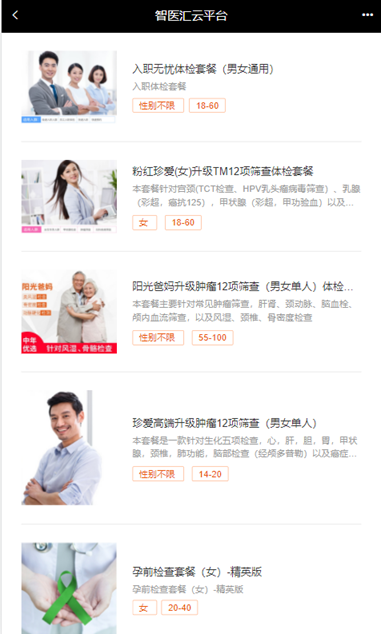 智医汇云平台
入职无忧体检套餐（男女通用）
入职体检套餐
性别不限 18-60
粉红珍爱(女)升级TM12项筛查体检套餐
本套餐针对宫颈(TCT检查、HPV乳头瘤病毒筛查）、乳腺
（彩超，癌抗125），甲状腺（彩超，甲功验血）以及...
女 18-60
阳光爸妈
中年
优选
针对风湿、骨骼检查
阳光爸妈升级肿瘤12项筛查（男女单人）体检...
本套餐主要针对常见肿瘤筛查、肝肾、颈动脉、脑血栓、
颅内血流筛查，以及风湿、颈椎、骨密度检查
性别不限 55-100
珍爱高端升级肿瘤12项筛查（男女单人）
本套餐是一款针对生化五项检查，心，肝，胆，胃，甲状
腺，颈椎，肺功能，脑部检查（经颅多普勒）以及癌症...
性别不限 14-20
孕前检查套餐（女）-精英版
孕前检查套餐（女）
女 20-40